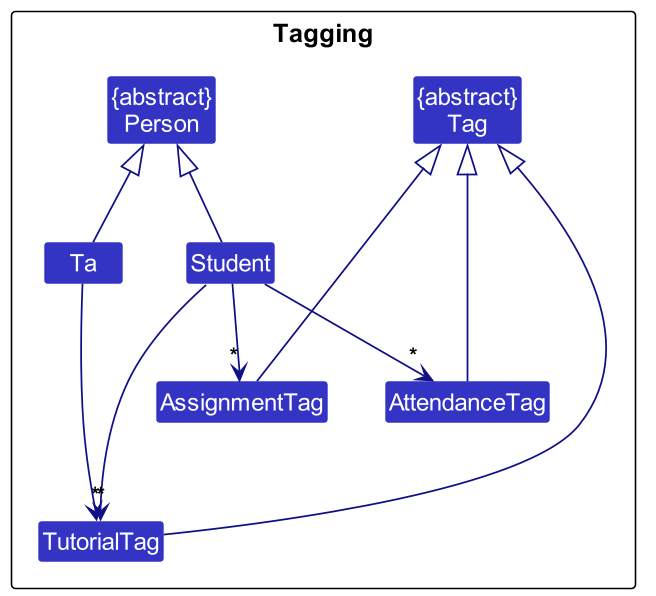 Tagging
{abstract}
Person
{abstract}
Tag
Ta
Student
*
*
AssignmentTag
AttendanceTag
*
*
TutorialTag